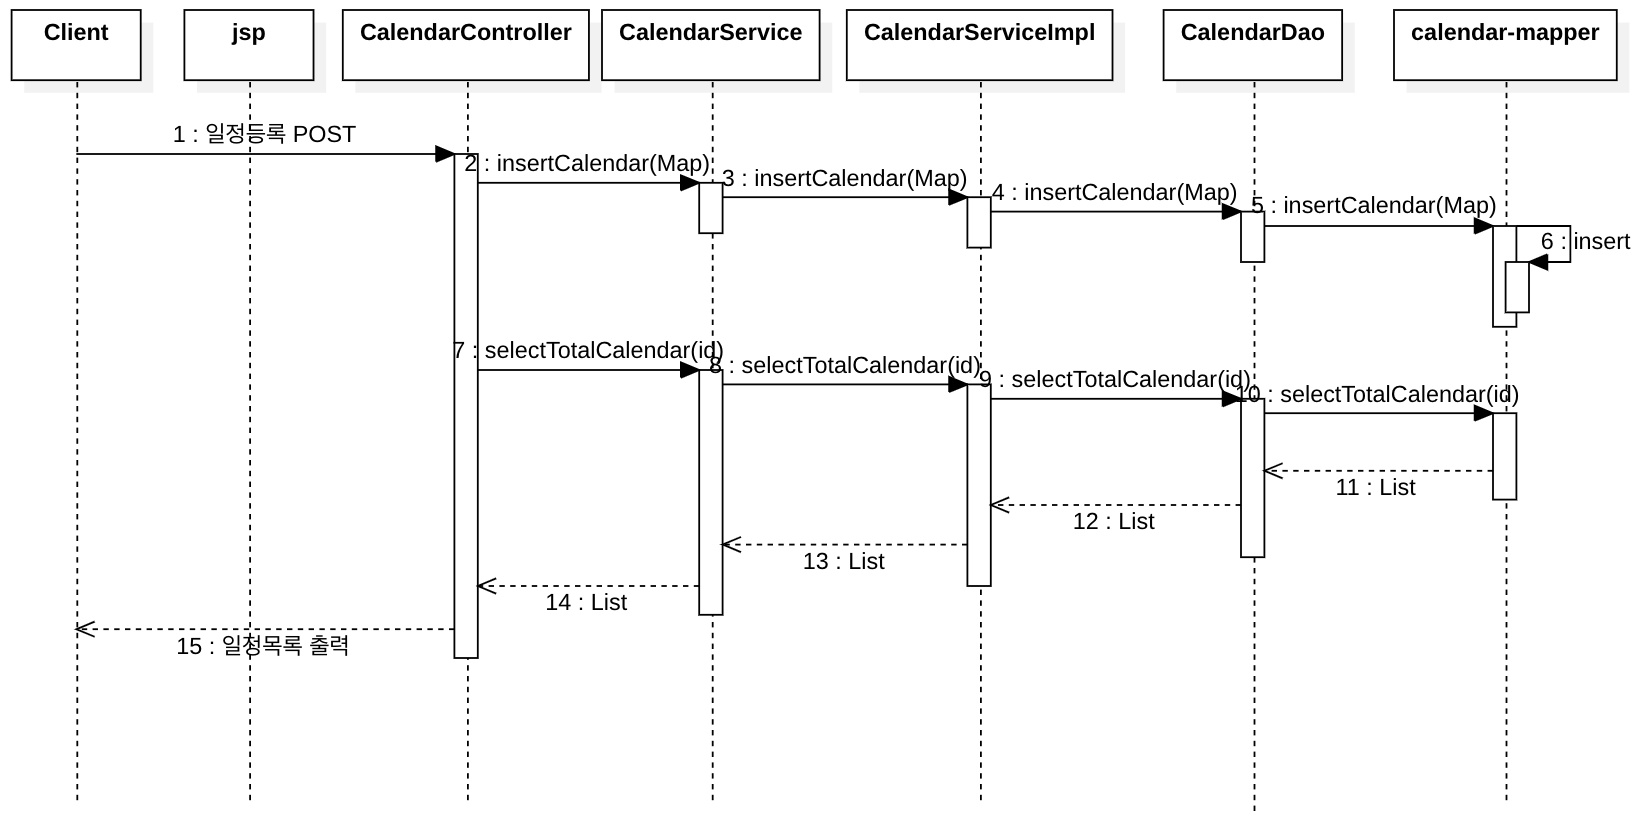 Client
jsp
CalendarController
CalendarService
CalendarServiceImpl
CalendarDao
calendar-mapper
1 : 일정등록 POST
2 : insertCalendar(Map)
3 : insertCalendar(Map)
4 : insertCalendar(Map)
5 : insertCalendar(Map)
6 : insert
7 : selectTotalCalendar(id)
8 : selectTotalCalendar(id)
9 : selectTotalCalendar(id)
10 : selectTotalCalendar(id)
11 : List
12 : List
13 : List
14 : List
15 : 일정목록 출력